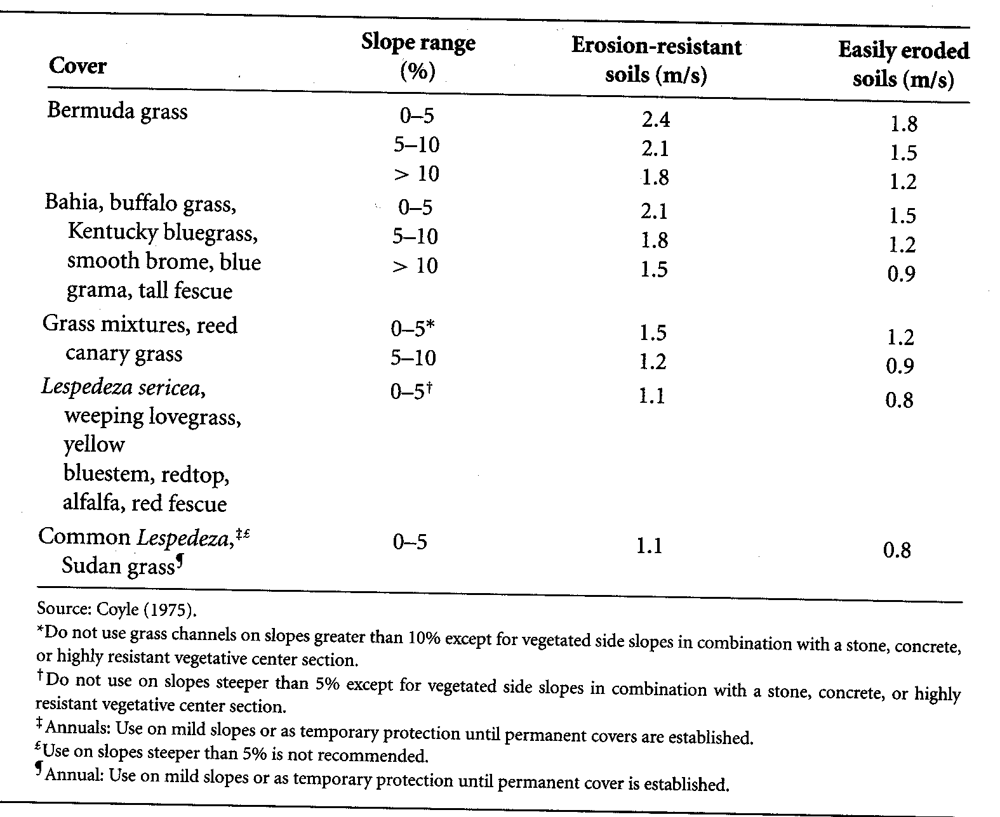 Cover Slope range (%) Erosion-resistant soils (m/s) Easily eroded soils (m/s)
Bermuda grass 0–5 2.4 1.8
5–10 2.1 1.5
> 10 1.8 1.2
Bahia, buffalo grass, 0–5 2.1 1.5
Kentucky bluegrass, 5–10 1.8 1.2
smooth brome, blue > 10 1.5 0.9
grama, tall fescue
Grass mixtures, reed 0–5* 1.5 1.2
canary grass 5–10 1.2 0.9
Lespedeza sericea, 0–5† 1.1 0.8
weeping lovegrass,
yellow
bluestem, redtop,
alfalfa, red fescue
Common Lespedeza,‡£ 0–5 1.1 0.8
Sudan grass¶
Source: Coyle (1975).
*Do not use grass channels on slopes greater than 10% except for vegetated side slopes in combination with a stone, concrete,
or highly resistant vegetative center section.
†Do not use on slopes steeper than 5% except for vegetated side slopes in combination with a stone, concrete, or highly
resistant vegetative center section.
‡Annuals: Use on mild slopes or as temporary protection until permanent covers are established.
£Use on slopes steeper than 5% is not recommended.
¶Annual: Use on mild slopes or as temporary protection until permanent cover is established.